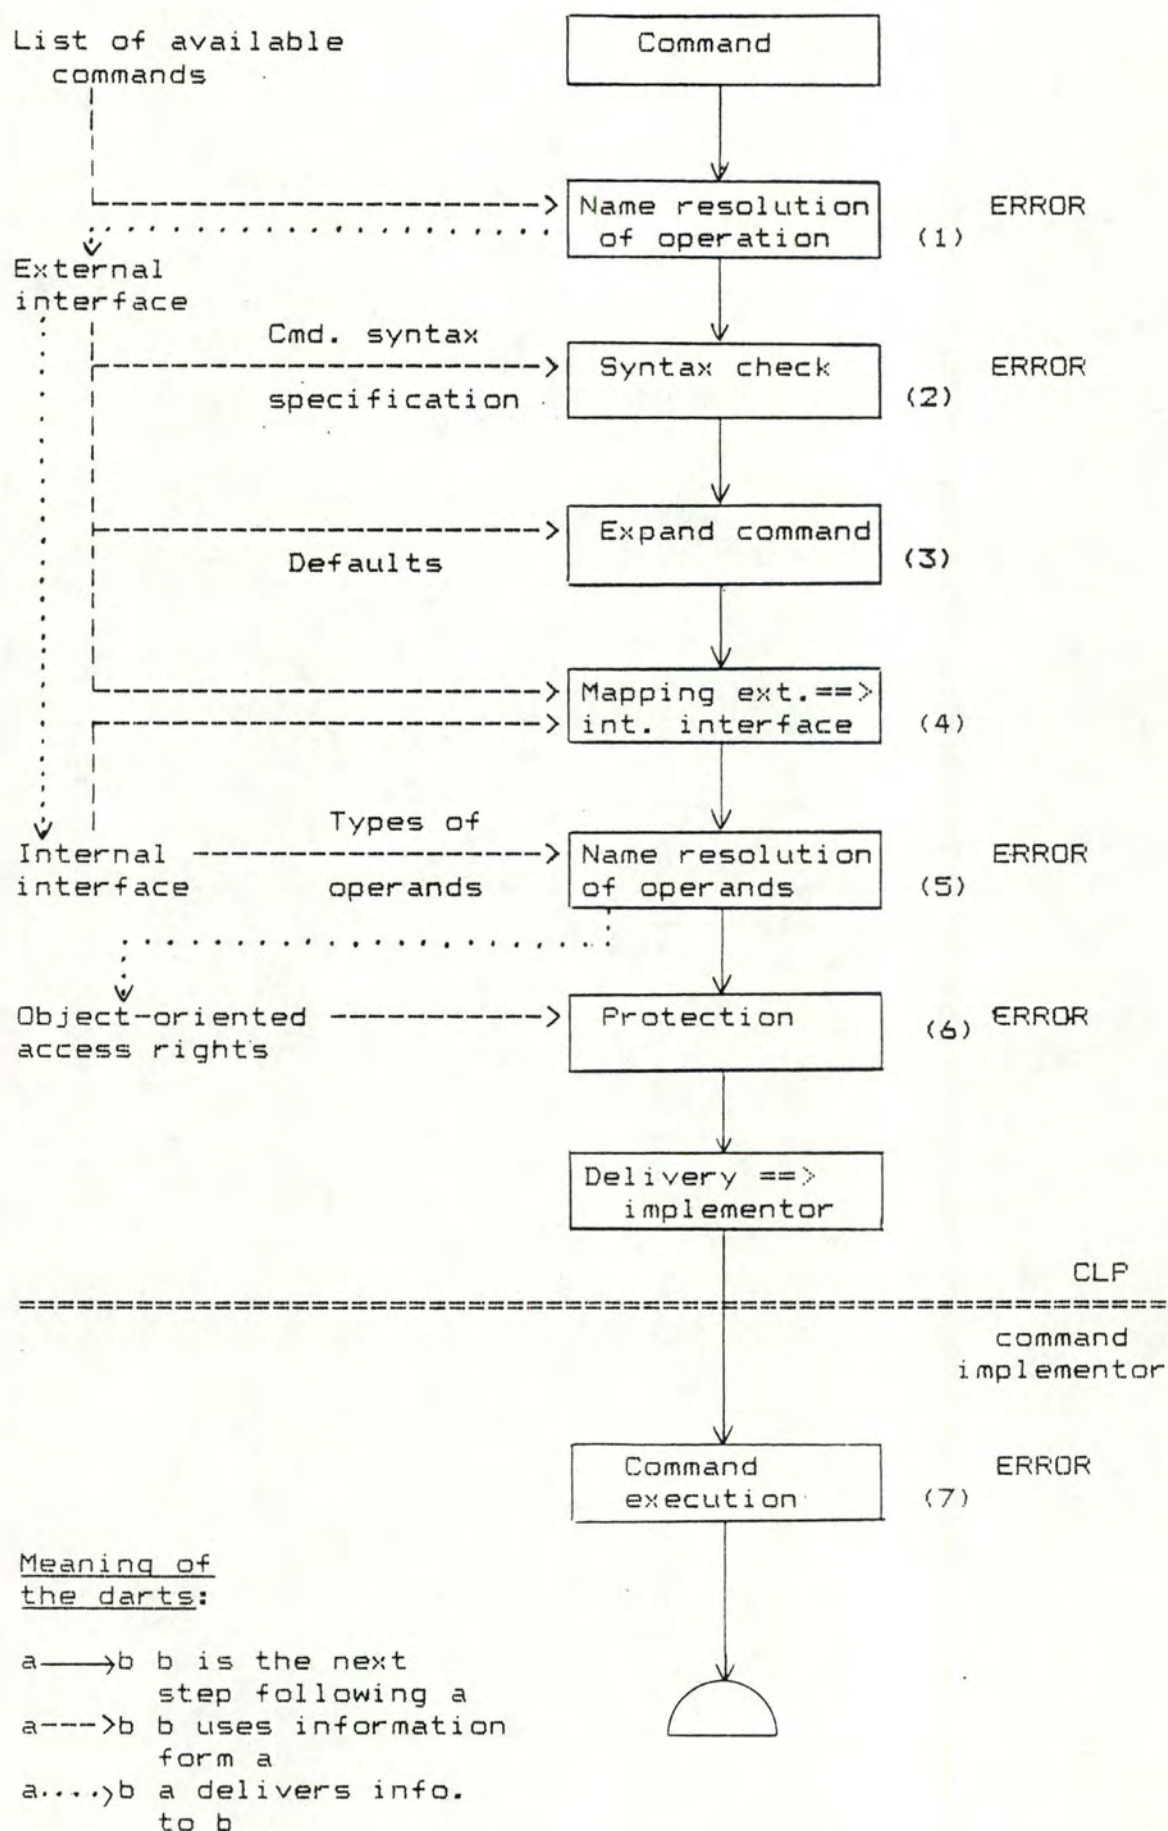 List of available
commands
Command
Name resolution
of operation
(1)
ERROR
External
interface
Cmd. syntax
specification
Syntax check
(2)
ERROR
Defaults
Expand command
(3)
Mapping ext.==>
int. interface
(4)
Internal
interface
Types of
operands
Name resolution
of operands
(5)
ERROR
Object-oriented
access rights
Protection
(6)
ERROR
Delivery ==>
implementor
CLP
command
implementor
Command
execution
(7)
ERROR
Meaning of
the darts:
a——>b b is the next
step following a
a--->b b uses information
form a
a....>b a delivers info.
to b